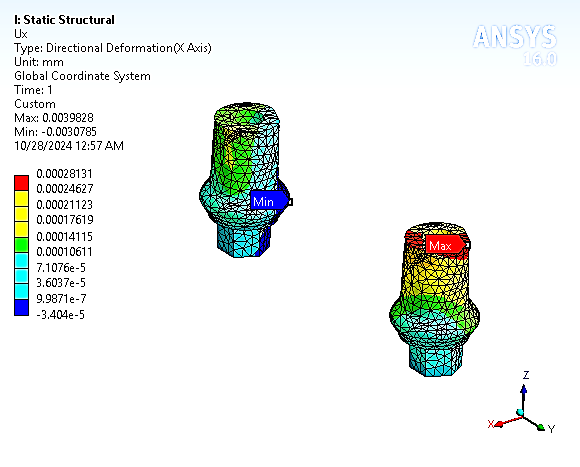 I: Static Structural
Ux
Type: Directional Deformation(X Axis)
Unit: mm
Global Coordinate System
Time: 1
Custom
Max: 0.0039828
Min: -0.0030785
10/28/2024 12:57 AM
ANSYS
16.0
0.00028131
0.00024627
0.00021123
0.00017619
0.00014115
0.00010611
7.1076e-5
3.6037e-5
9.9871e-7
-3.404e-5
Min
Max
Z
X
Y